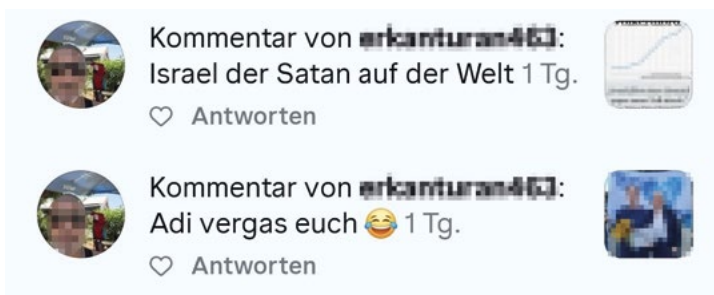 Kommentar von
Israel der Satan auf der Welt 1 Tg.
Antworten
Kommentar von
Adi vergas euch 😂 1 Tg.
Antworten